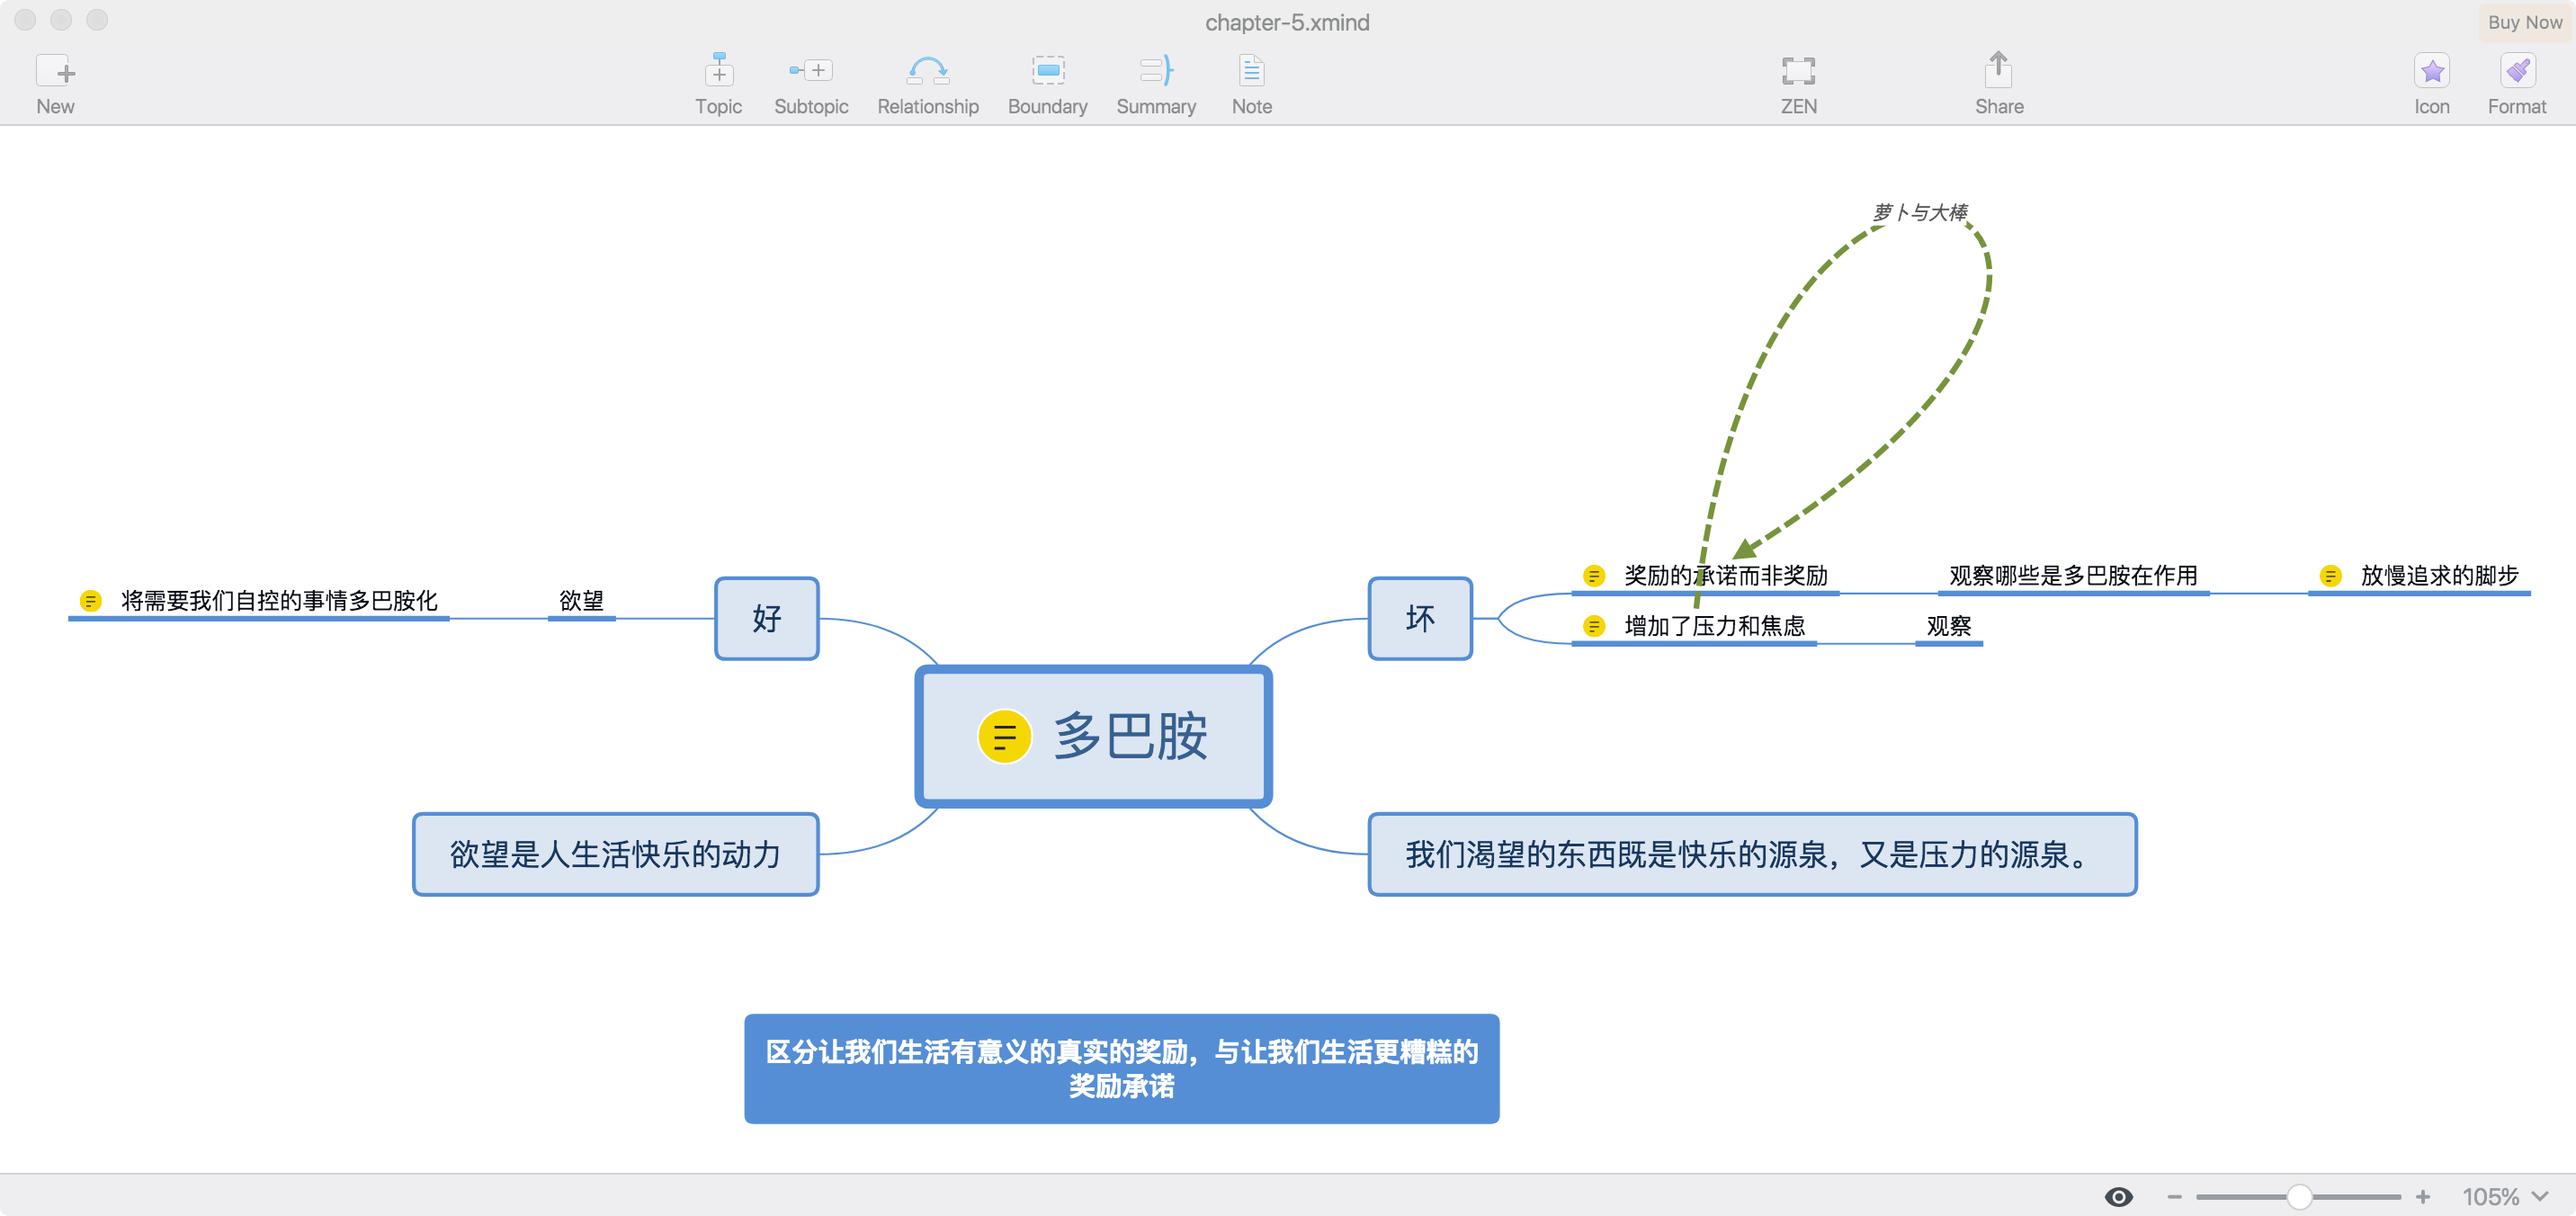 chapter-5.xmind
Buy Now
New
Topic
Subtopic
Relationship
Boundary
Summary
Note
ZEN
Share
Icon
Format
萝卜与大棒
将需要我们自控的事情多巴胺化
欲望
好
坏
奖励的承诺而非奖励
观察哪些是多巴胺在作用
放慢追求的脚步
增加了压力和焦虑
观察
多巴胺
欲望是人生活快乐的动力
我们渴望的东西既是快乐的源泉，又是压力的源泉。
区分让我们生活有意义的真实的奖励，与让我们生活更糟糕的
奖励承诺
105%